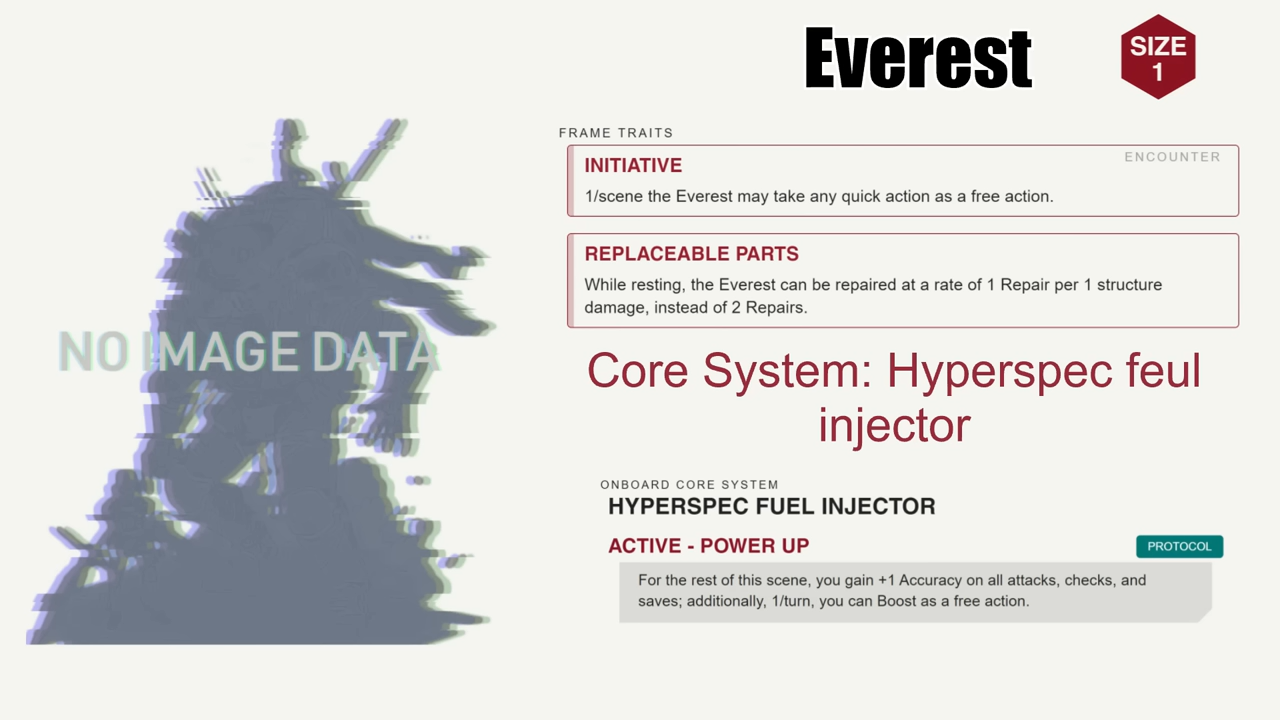 Everest
SIZE
1
FRAME TRAITS
INITIATIVE
ENCOUNTER
1/scene the Everest may take any quick action as a free action.
REPLACEABLE PARTS
While resting, the Everest can be repaired at a rate of 1 Repair per 1 structure
damage, instead of 2 Repairs.
NO IMAGE DATA
Core System: Hyperspec feul
injector
ONBOARD CORE SYSTEM
HYPERSPEC FUEL INJECTOR
ACTIVE - POWER UP
PROTOCOL
For the rest of this scene, you gain +1 Accuracy on all attacks, checks, and
saves; additionally, 1/turn, you can Boost as a free action.